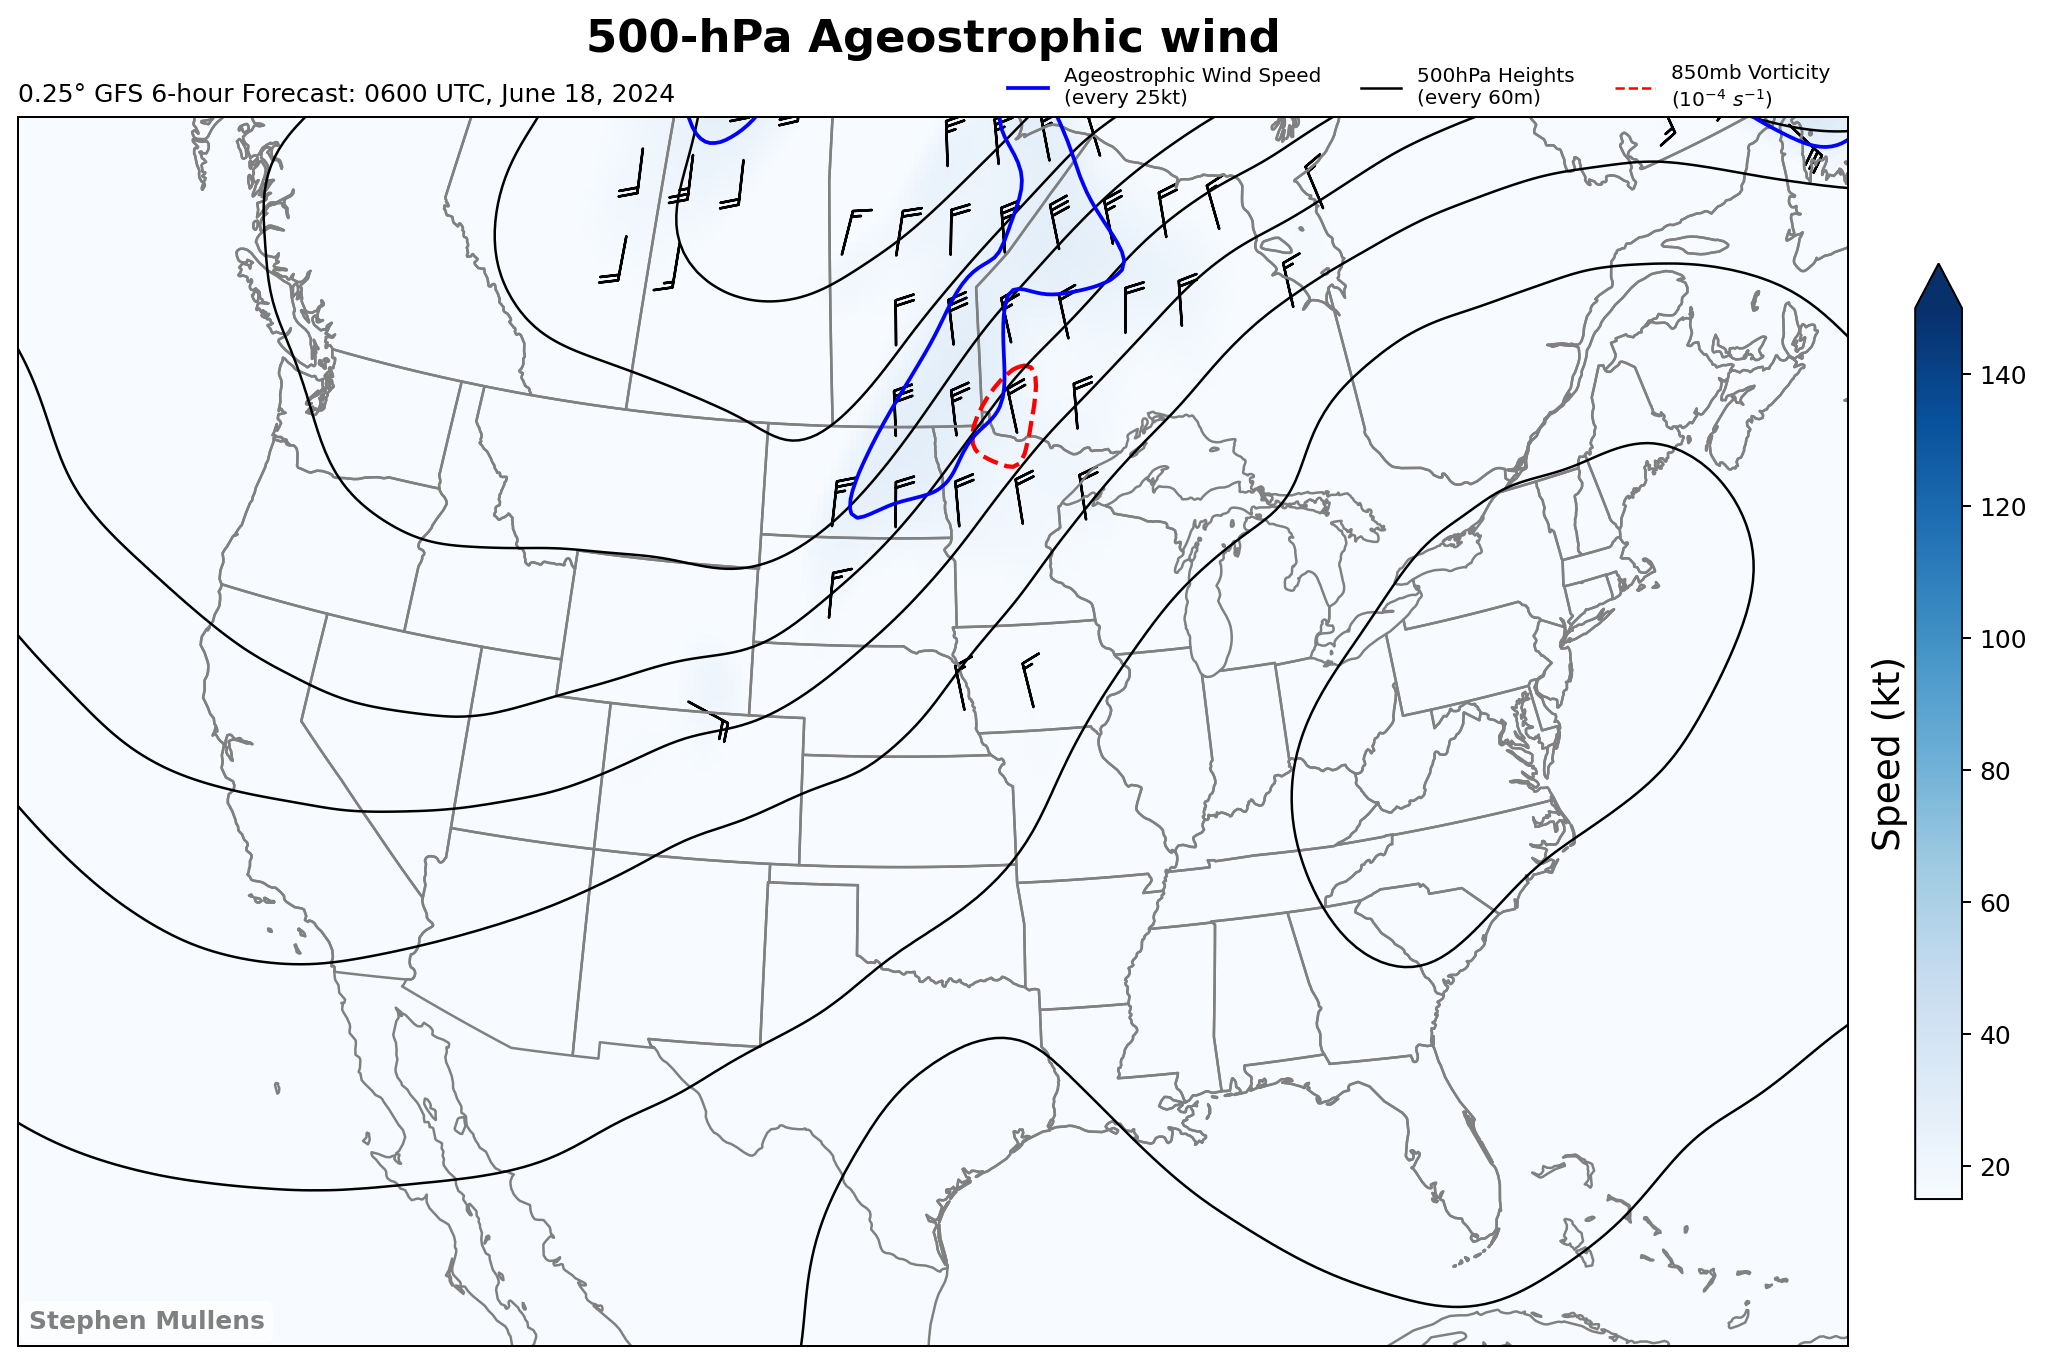 500-hPa Ageostrophic wind
0.25° GFS 6-hour Forecast: 0600 UTC, June 18, 2024
Ageostrophic Wind Speed
(every 25kt)
500hPa Heights
(every 60m)
850mb Vorticity
(10⁻⁴ s⁻¹)
140
120
100
80
60
40
20
Speed (kt)
Stephen Mullens